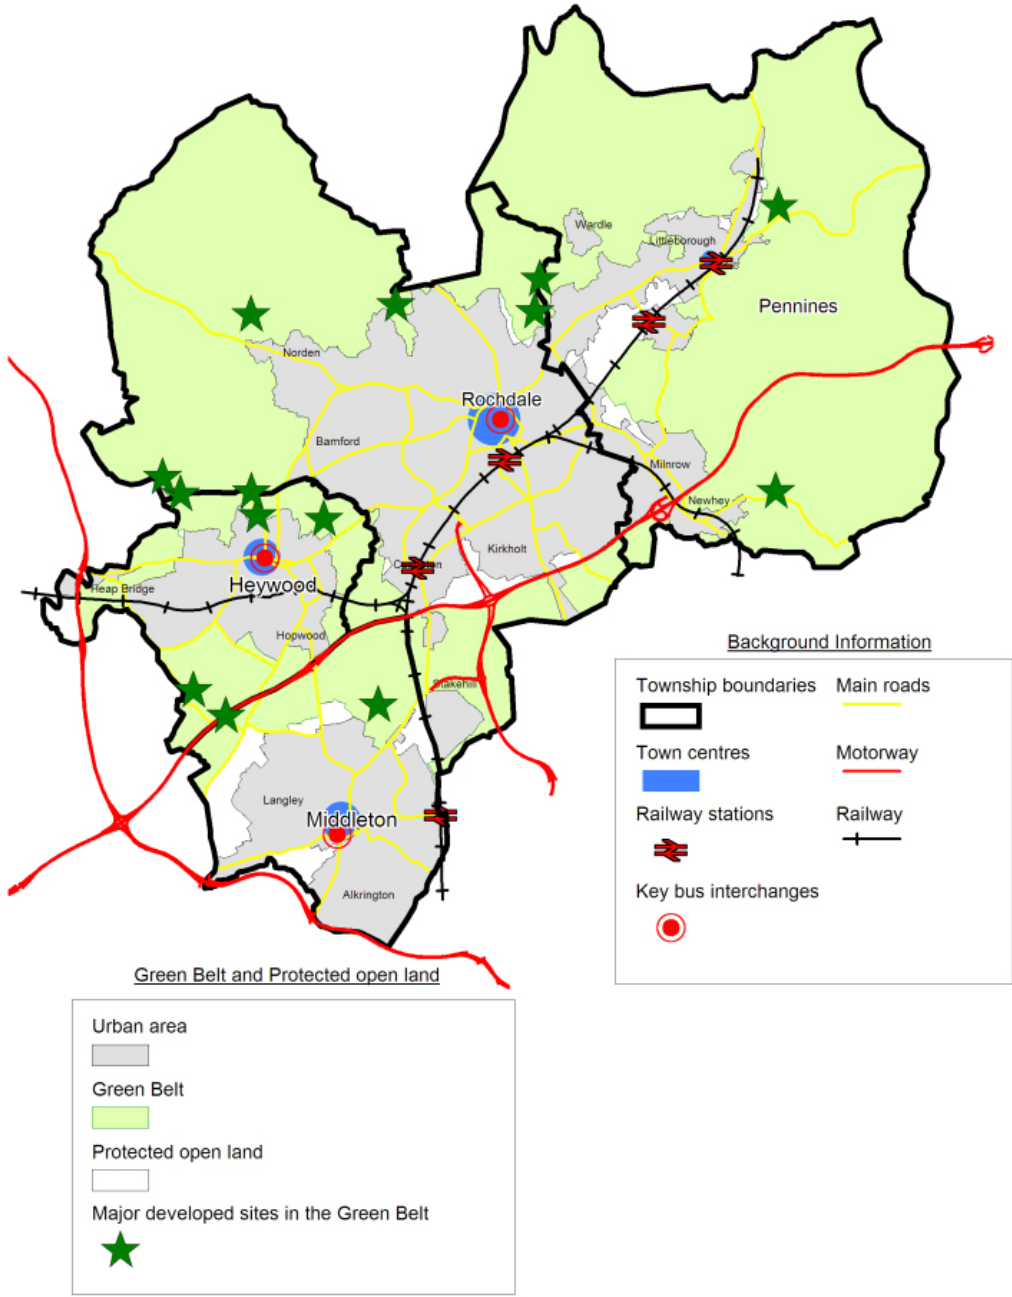 Wardle
Littleborough
Pennines
Norden
Rochdale
Bamford
Milnrow
Newhey
Kirkholt
Heywood
Heap Bridge
Hopwood
Stakehill
Langley
Middleton
Alkrington
Background Information
Township boundaries Main roads
Town centres Motorway
Railway stations Railway
Key bus interchanges
Green Belt and Protected open land
Urban area
Green Belt
Protected open land
Major developed sites in the Green Belt